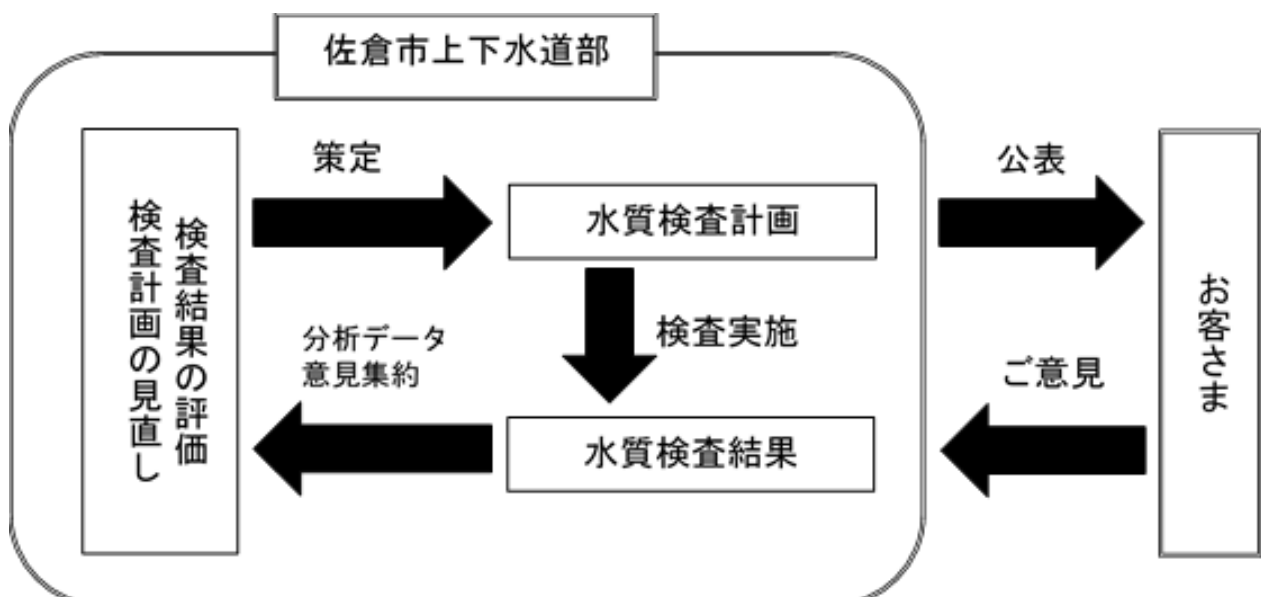 佐倉市上下水道部
検査結果の評価
検査計画の見直し
策定
水質検査計画
検査実施
分析データ
意見集約
水質検査結果
公表
ご意見
お客さま